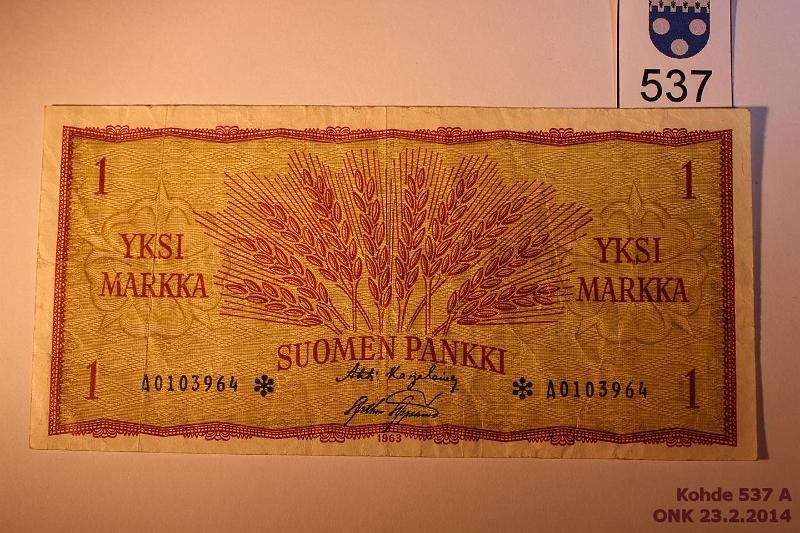 537
1 1
YKSI MARKKA YKSI MARKKA
SUOMEN PANKKI
1 A0103964 * * A0103964 1
1963
Kohde 537 A
ONK 23.2.2014